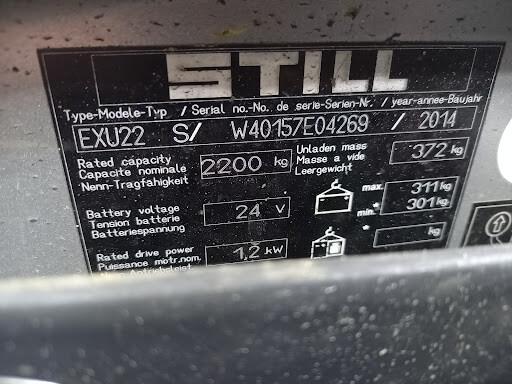 STILL
Type-Modele-Typ / Serial no.-No. de serie-Serien-Nr. / year-annee-Baujahr
EXU22 S/ W40157E04269 / 2014
Rated capacity
Capacite nominale
Nenn-Tragfahigkeit
2200 kg
Unladen mass
Masse a vide
Leergewicht
372 kg
Battery voltage
Tension batterie
Batteriespannung
24 V
max. 311 kg
min. 301 kg
Rated drive power
Puissance motr.nom.
1,2 kW
kg